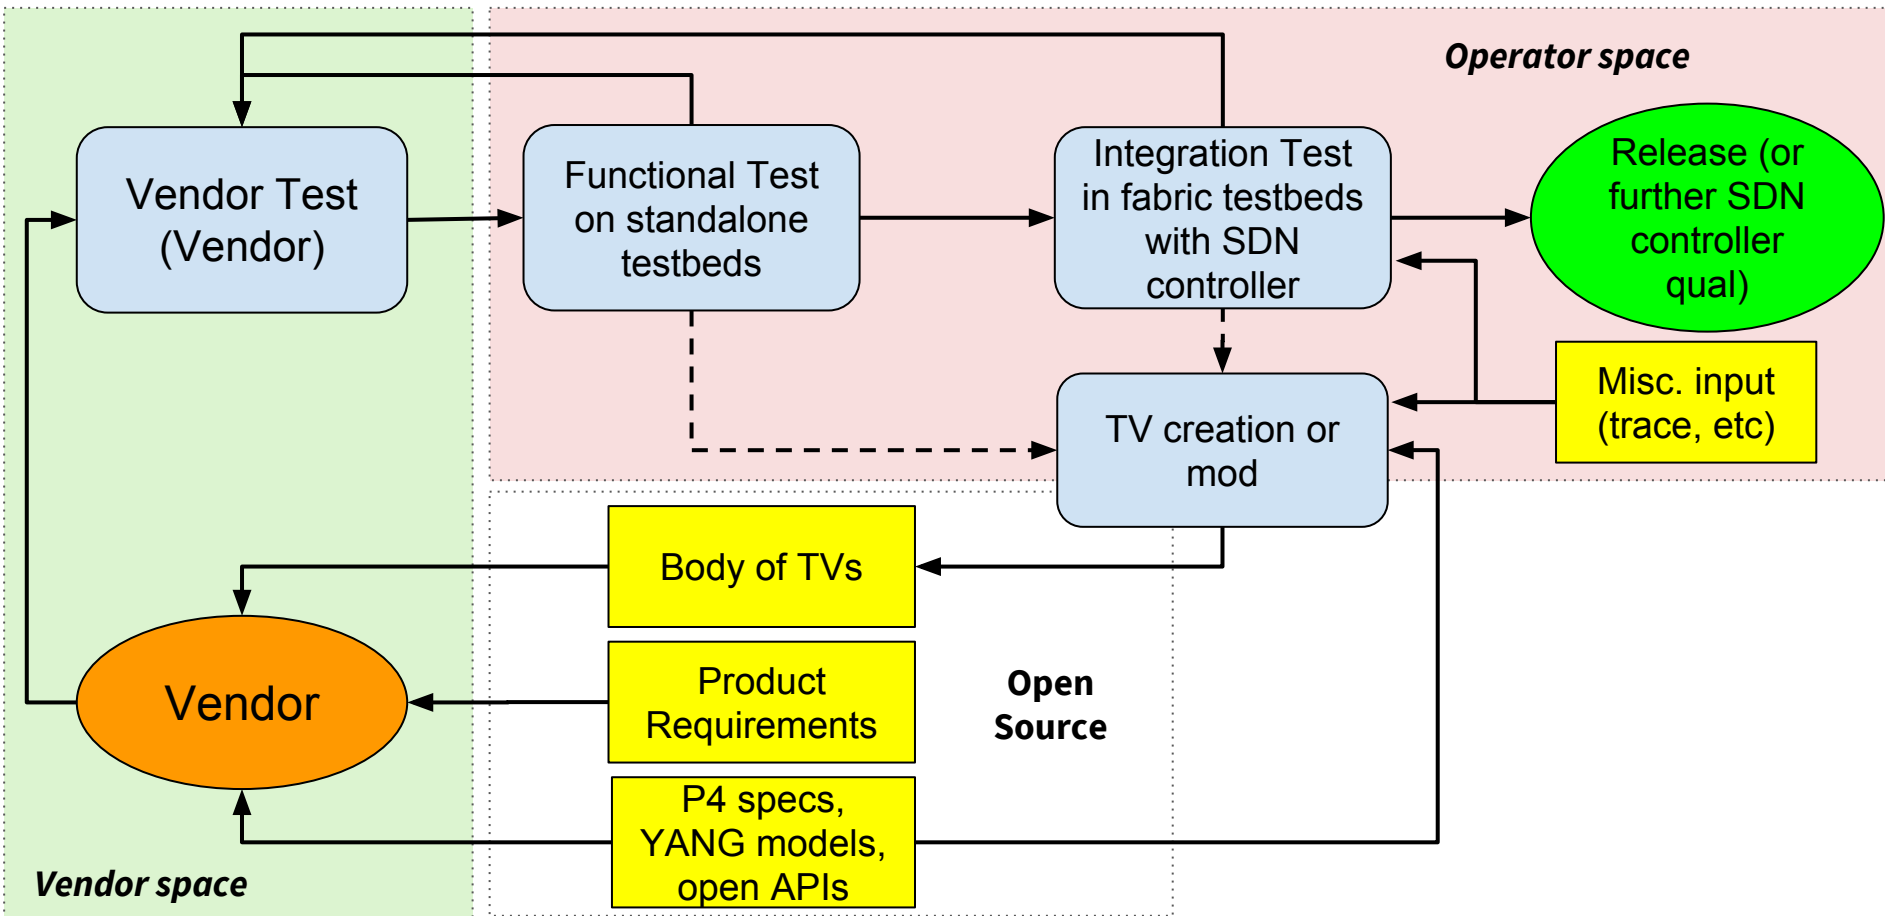 Operator space
Vendor Test
(Vendor)
Functional Test
on standalone
testbeds
Integration Test
in fabric testbeds
with SDN
controller
Release (or
further SDN
controller
qual)
Misc. input
(trace, etc)
TV creation or
mod
Body of TVs
Vendor
Product
Requirements
Open
Source
P4 specs,
YANG models,
open APIs
Vendor space